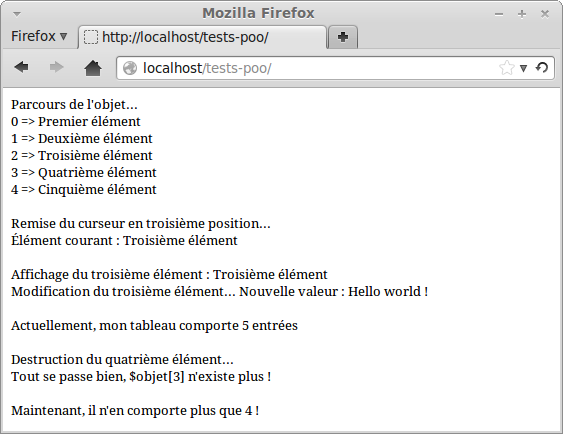 Mozilla Firefox
Firefox
http://localhost/tests-poo/
localhost/tests-poo/
Parcours de l'objet...
0 => Premier élément
1 => Deuxième élément
2 => Troisième élément
3 => Quatrième élément
4 => Cinquième élément
Remise du curseur en troisième position...
Élément courant : Troisième élément
Affichage du troisième élément : Troisième élément
Modification du troisième élément... Nouvelle valeur : Hello world !
Actuellement, mon tableau comporte 5 entrées
Destruction du quatrième élément...
Tout se passe bien, $objet[3] n'existe plus !
Maintenant, il n'en comporte plus que 4 !